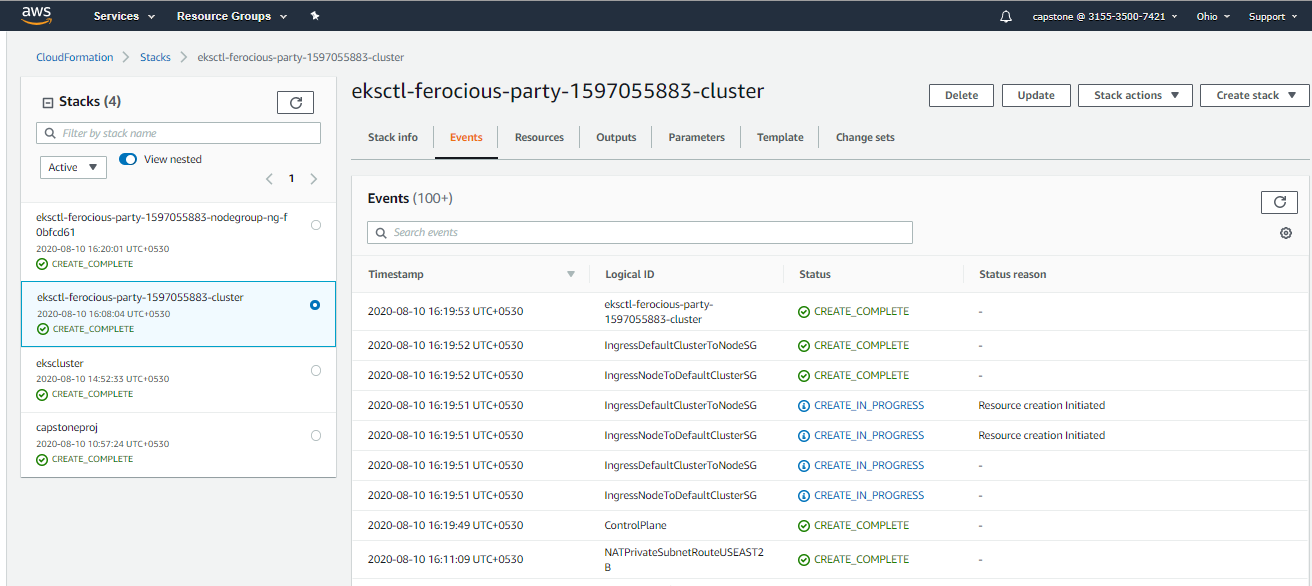 aws Services Resource Groups capstone @ 3155-3500-7421 Ohio Support
CloudFormation Stacks eksctl-ferocious-party-1597055883-cluster
Stacks (4)
Filter by stack name
Active View nested
1
eksctl-ferocious-party-1597055883-nodegroup-ng-f
0bfcd61
2020-08-10 16:20:01 UTC+0530
CREATE_COMPLETE
eksctl-ferocious-party-1597055883-cluster
2020-08-10 16:08:04 UTC+0530
CREATE_COMPLETE
ekscluster
2020-08-10 14:52:33 UTC+0530
CREATE_COMPLETE
capstoneproj
2020-08-10 10:57:24 UTC+0530
CREATE_COMPLETE
eksctl-ferocious-party-1597055883-cluster
Delete Update Stack actions Create stack
Stack info Events Resources Outputs Parameters Template Change sets
Events (100+)
Search events
Timestamp Logical ID Status Status reason
2020-08-10 16:19:53 UTC+0530 eksctl-ferocious-party-
1597055883-cluster CREATE_COMPLETE -
2020-08-10 16:19:52 UTC+0530 IngressDefaultClusterToNodeSG CREATE_COMPLETE -
2020-08-10 16:19:52 UTC+0530 IngressNodeToDefaultClusterSG CREATE_COMPLETE -
2020-08-10 16:19:51 UTC+0530 IngressDefaultClusterToNodeSG CREATE_IN_PROGRESS Resource creation Initiated
2020-08-10 16:19:51 UTC+0530 IngressNodeToDefaultClusterSG CREATE_IN_PROGRESS Resource creation Initiated
2020-08-10 16:19:51 UTC+0530 IngressDefaultClusterToNodeSG CREATE_IN_PROGRESS -
2020-08-10 16:19:51 UTC+0530 IngressNodeToDefaultClusterSG CREATE_IN_PROGRESS -
2020-08-10 16:19:49 UTC+0530 ControlPlane CREATE_COMPLETE -
2020-08-10 16:11:09 UTC+0530 NATPrivateSubnetRouteUSEAST2
B CREATE_COMPLETE -